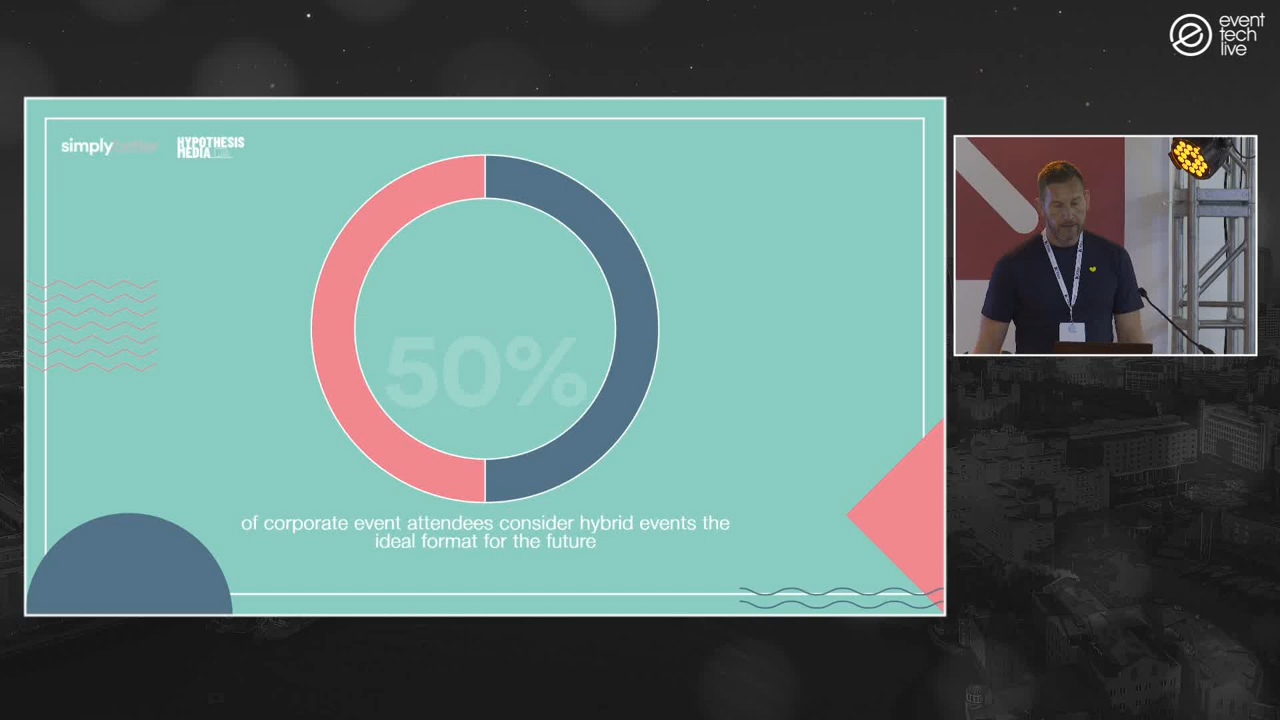 event
tech
live
simply
HYPOTHESIS
MEDIA
50%
of corporate event attendees consider hybrid events the
ideal format for the future